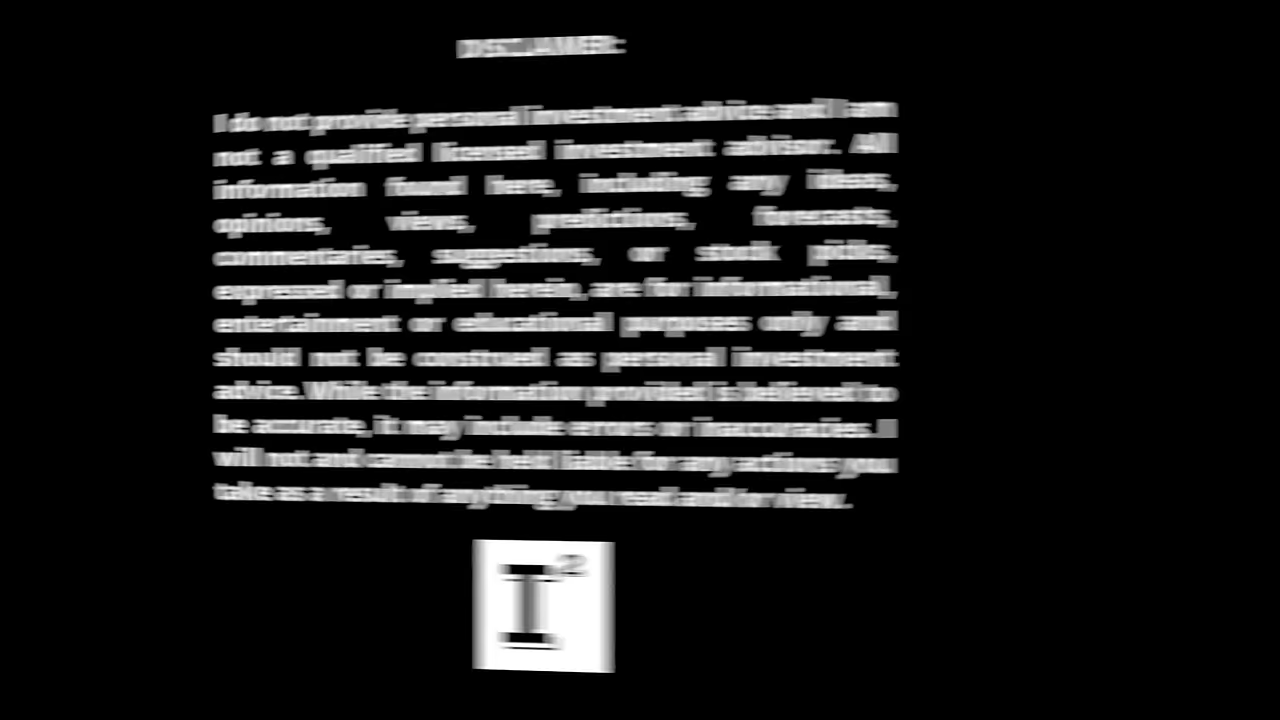 DISCLAIMER:
I do not provide personal investment advice and I am
not a qualified licensed investment advisor. All
information found here, including any ideas,
opinions, views, predictions, forecasts,
commentaries, suggestions, or stock picks,
expressed or implied herein, are for informational,
entertainment or educational purposes only and
should not be construed as personal investment
advice. While the information provided is believed to
be accurate, it may include errors or inaccuracies. I
will not and cannot be held liable for any actions you
take as a result of anything you read and/or view.
I²